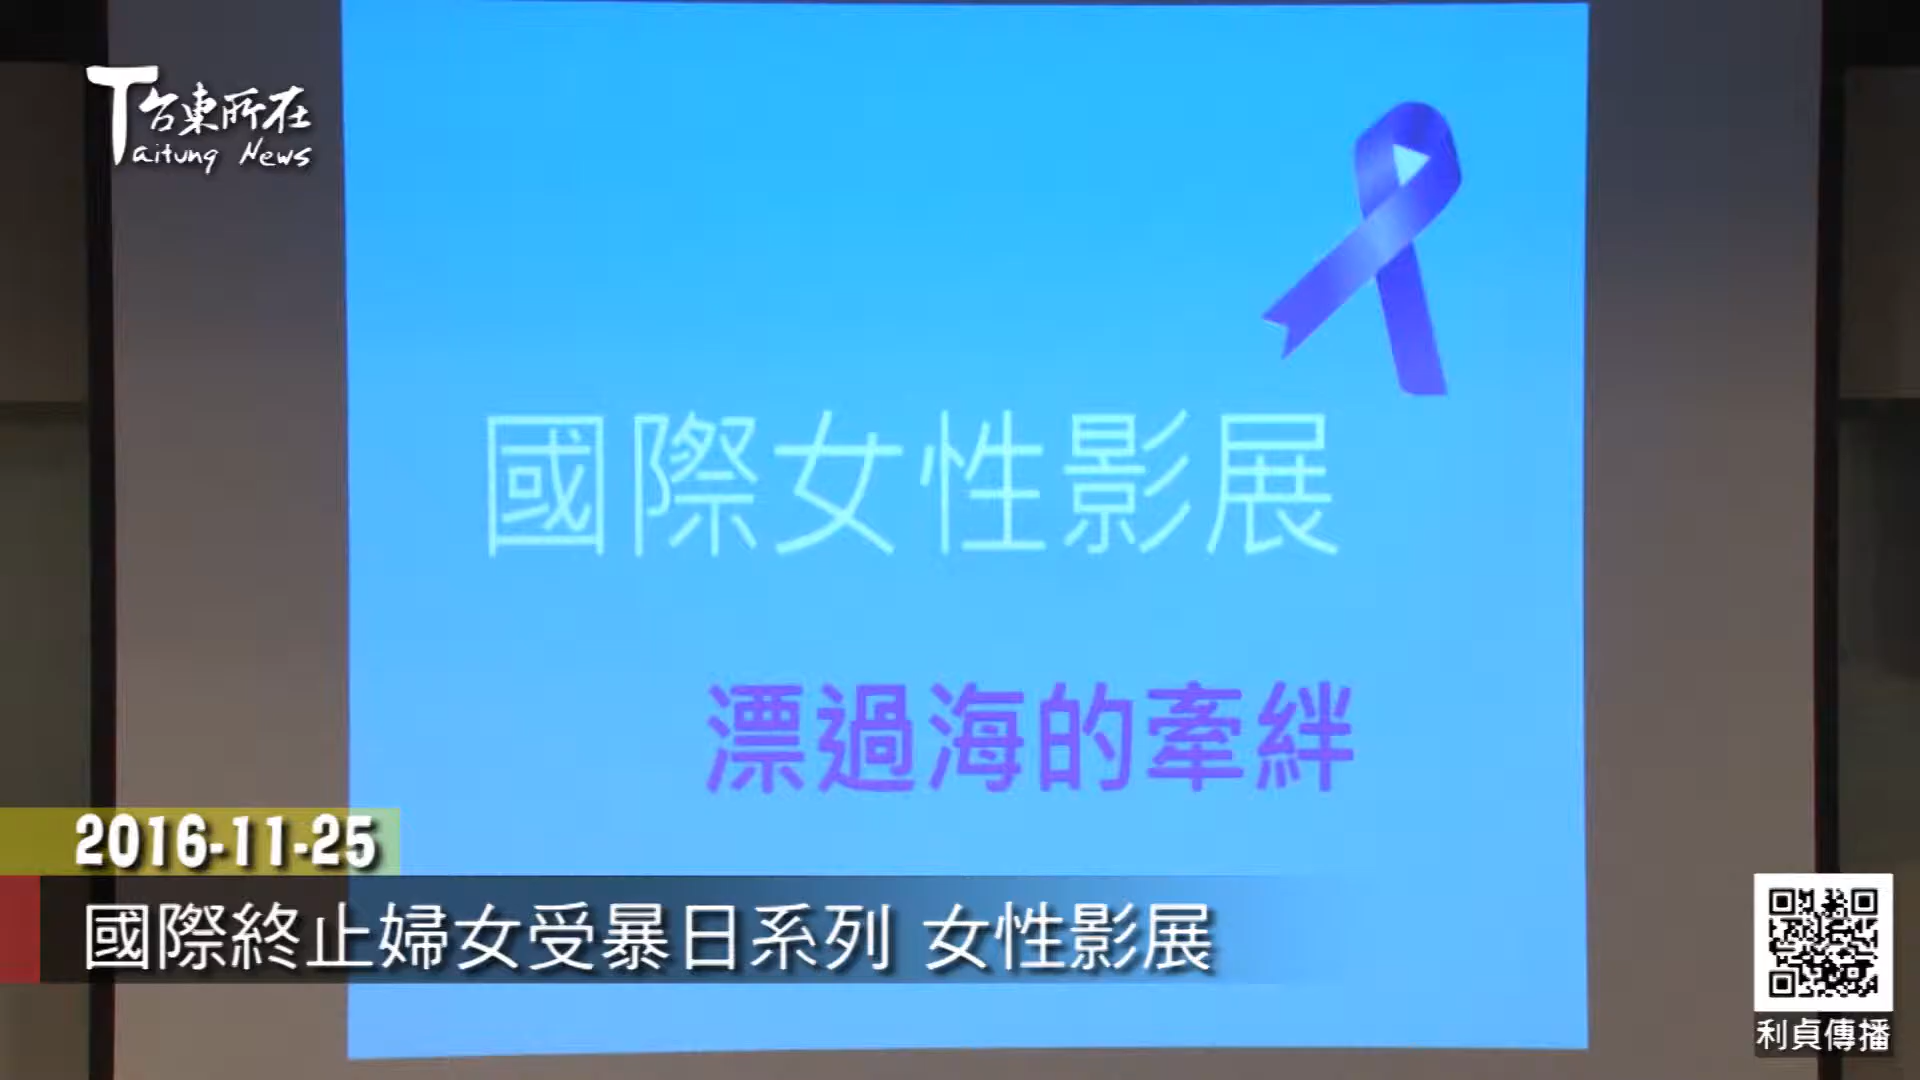 台東所在
Taitung News
國際女性影展
漂過海的牽絆
2016-11-25
國際終止婦女受暴日系列 女性影展
利貞傳播